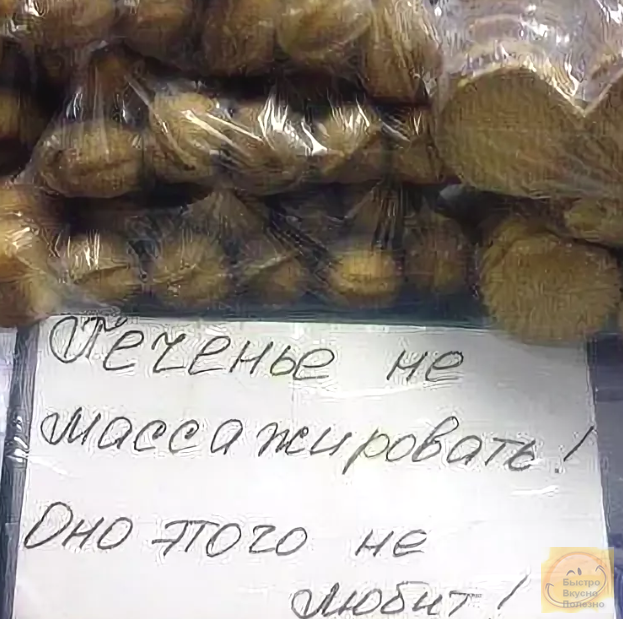 Печенье не
массажировать!
Оно этого не
любит!
Быстро
Вкусно
Полезно